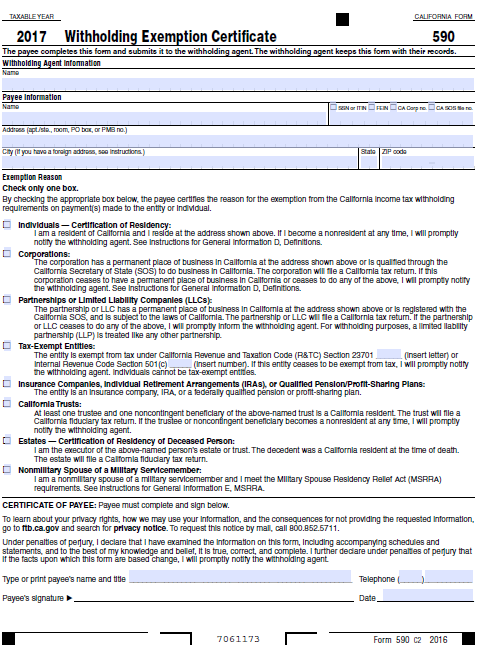 TAXABLE YEAR CALIFORNIA FORM
2017 Withholding Exemption Certificate 590
The payee completes this form and submits it to the withholding agent. The withholding agent keeps this form with their records.
Withholding Agent Information
Name
Payee Information
Name SSN or ITIN FEIN CA Corp no. CA SOS file no.
Address (apt./ste., room, PO box, or PMB no.)
City (If you have a foreign address, see instructions.) State ZIP code
Exemption Reason
Check only one box.
By checking the appropriate box below, the payee certifies the reason for the exemption from the California income tax withholding
requirements on payment(s) made to the entity or individual.
Individuals — Certification of Residency:
I am a resident of California and I reside at the address shown above. If I become a nonresident at any time, I will promptly
notify the withholding agent. See instructions for General Information D, Definitions.
Corporations:
The corporation has a permanent place of business in California at the address shown above or is qualified through the
California Secretary of State (SOS) to do business in California. The corporation will file a California tax return. If this
corporation ceases to have a permanent place of business in California or ceases to do any of the above, I will promptly notify
the withholding agent. See instructions for General Information D, Definitions.
Partnerships or Limited Liability Companies (LLCs):
The partnership or LLC has a permanent place of business in California at the address shown above or is registered with the
California SOS, and is subject to the laws of California. The partnership or LLC will file a California tax return. If the partnership
or LLC ceases to do any of the above, I will promptly inform the withholding agent. For withholding purposes, a limited liability
partnership (LLP) is treated like any other partnership.
Tax-Exempt Entities:
The entity is exempt from tax under California Revenue and Taxation Code (R&TC) Section 23701 (insert letter) or
Internal Revenue Code Section 501(c) (insert number). If this entity ceases to be exempt from tax, I will promptly notify
the withholding agent. Individuals cannot be tax-exempt entities.
Insurance Companies, Individual Retirement Arrangements (IRAs), or Qualified Pension/Profit-Sharing Plans:
The entity is an insurance company, IRA, or a federally qualified pension or profit-sharing plan.
California Trusts:
At least one trustee and one noncontingent beneficiary of the above-named trust is a California resident. The trust will file a
California fiduciary tax return. If the trustee or noncontingent beneficiary becomes a nonresident at any time, I will promptly
notify the withholding agent.
Estates — Certification of Residency of Deceased Person:
I am the executor of the above-named person's estate or trust. The decedent was a California resident at the time of death.
The estate will file a California fiduciary tax return.
Nonmilitary Spouse of a Military Servicemember:
I am a nonmilitary spouse of a military servicemember and I meet the Military Spouse Residency Relief Act (MSRRA)
requirements. See instructions for General Information E, MSRRA.
CERTIFICATE OF PAYEE: Payee must complete and sign below.
To learn about your privacy rights, how we may use your information, and the consequences for not providing the requested information,
go to ftb.ca.gov and search for privacy notice. To request this notice by mail, call 800.852.5711.
Under penalties of perjury, I declare that I have examined the information on this form, including accompanying schedules and
statements, and to the best of my knowledge and belief, it is true, correct, and complete. I further declare under penalties of perjury that
if the facts upon which this form are based change, I will promptly notify the withholding agent.
Type or print payee's name and title Telephone ( )
Payee's signature ▶ Date
7061173 Form 590 C2 2016